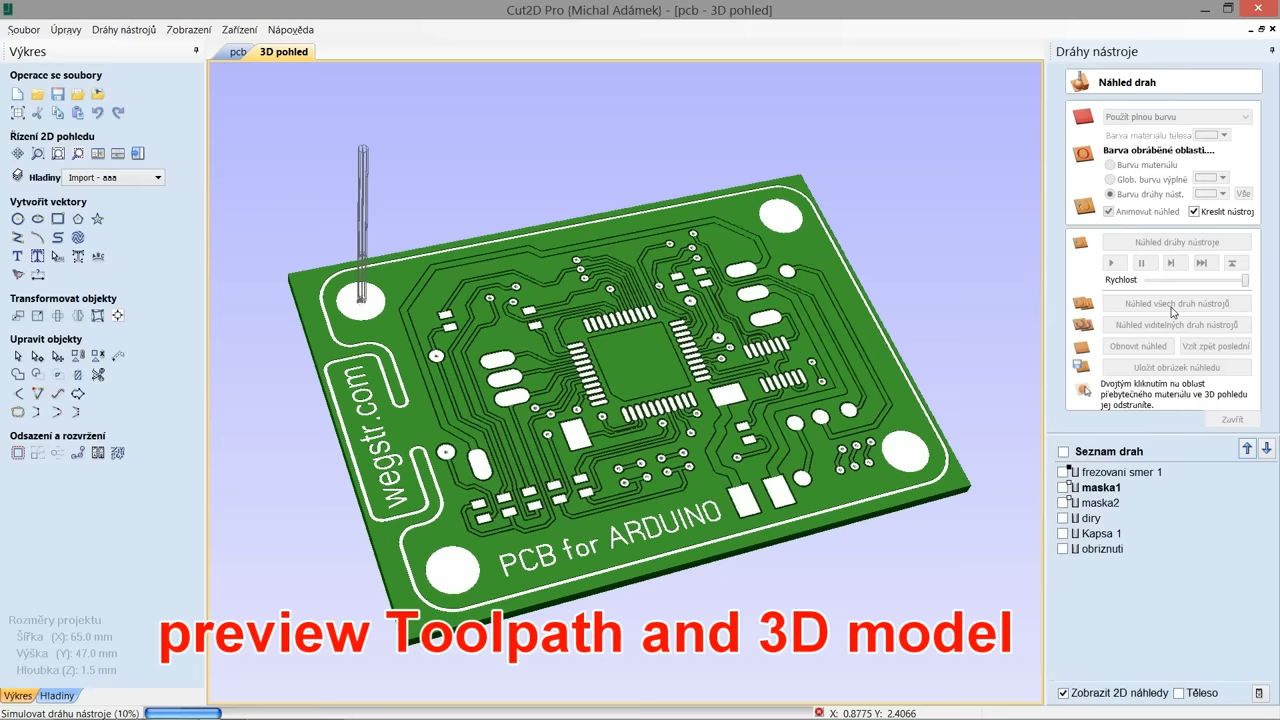 Cut2D Pro {Michal Adámek} - [pcb - 3D pohled]
Soubor Úpravy Dráhy nástrojů Zobrazení Zařízení Nápověda
Výkres
Operace se soubory
Řízení 2D pohledu
Hladiny Import - aaa
Vytvořit vektory
Transformovat objekty
Upravit objekty
Odsazení a rozvržení
Rozměry projektu
Šířka (X): 65.0 mm
Výška (Y): 47.0 mm
Hloubka (Z): 1.5 mm
Výkres Hladiny
Simulovat dráhu nástroje (10%)
pcb 3D pohled
wegstr.com
PCB for ARDUINO
preview Toolpath and 3D model
X: 0.8775 Y: 2.4066
Dráhy nástroje
Náhled drah
Použít plnou barvu
Barva materiálu tělesa
Barva obráběné oblasti....
Barvu materiálu
Glob. barvu výplně
Barvu dráhy nást. Vše
Animovat náhled Kreslit nástroj
Náhled dráhy nástroje
Rychlost
Náhled všech drah nástrojů
Náhled viditelných drah nástrojů
Obnovit náhled Vzít zpět poslední
Uložit obrázek náhledu
Dvojtým kliknutím na oblast
přebytečného materiálu ve 3D pohledu
jej odstraníte.
Zavřít
Seznam drah
frezovani smer 1
maska1
maska2
diry
Kapsa 1
obriznuti
Zobrazit 2D náhledy Těleso